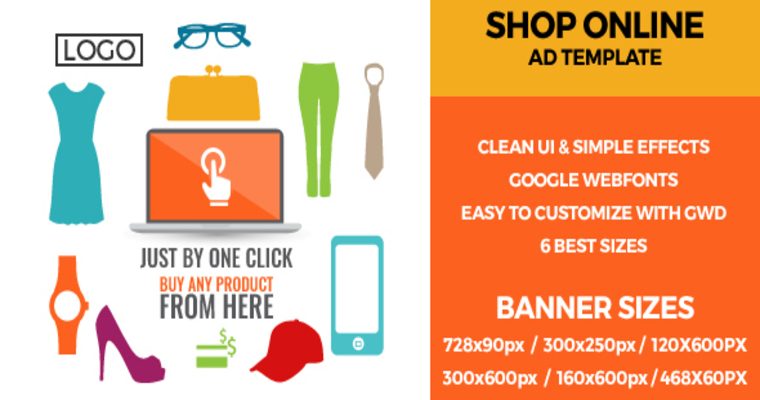 LOGO
JUST BY ONE CLICK
BUY ANY PRODUCT
FROM HERE
$
$
SHOP ONLINE
AD TEMPLATE
CLEAN UI & SIMPLE EFFECTS
GOOGLE WEBFONTS
EASY TO CUSTOMIZE WITH GWD
6 BEST SIZES
BANNER SIZES
728x90px / 300x250px / 120X600PX
300x600px / 160x600px / 468X60PX